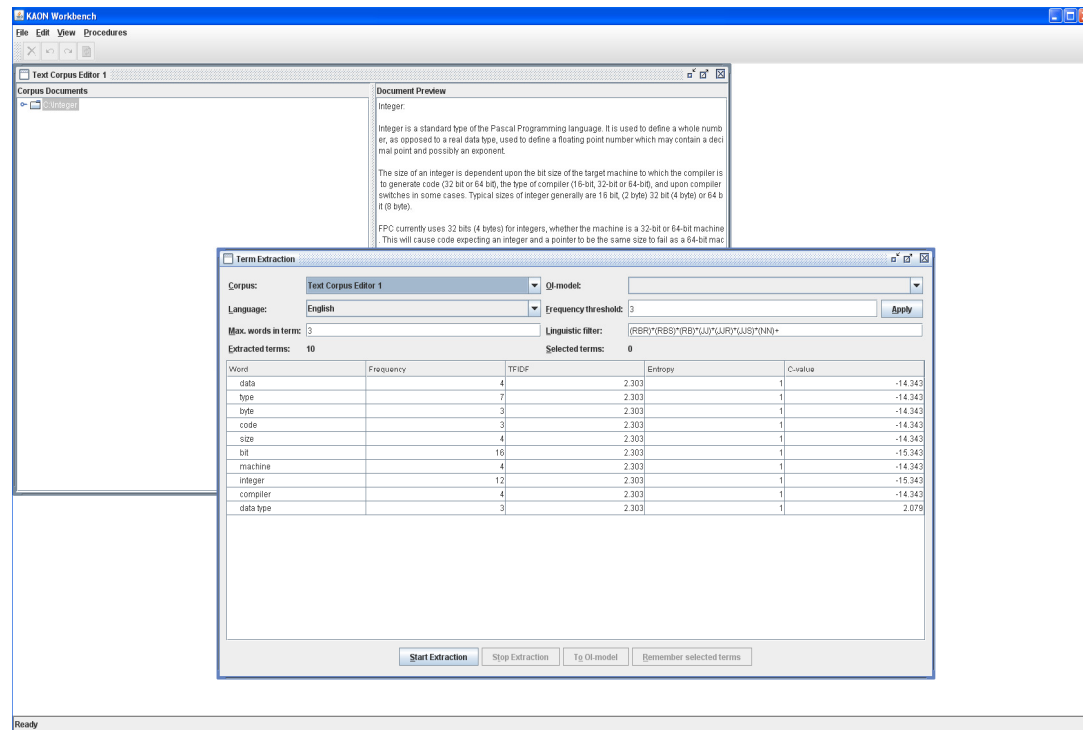 KAON Workbench
File Edit View Procedures
Text Corpus Editor 1
Corpus Documents
Document Preview
C:\Integer
Integer:
Integer is a standard type of the Pascal Programming language. It is used to define a whole numb
er, as opposed to a real data type, used to define a floating point number which may contain a deci
mal point and possibly an exponent.
The size of an integer is dependent upon the bit size of the target machine to which the compiler is
to generate code (32 bit or 64 bit), the type of compiler (16-bit, 32-bit or 64-bit), and upon compiler
switches in some cases. Typical sizes of integer generally are 16 bit, (2 byte) 32 bit (4 byte) or 64 b
it (8 byte).
FPC currently uses 32 bits (4 bytes) for integers, whether the machine is a 32-bit or 64-bit machine
. This will cause code expecting an integer and a pointer to be the same size to fail as a 64-bit mac
Term Extraction
Corpus: Text Corpus Editor 1 OI-model:
Language: English Frequency threshold: 3 Apply
Max. words in term: 3 Linguistic filter: (RBR)*(RBS)*(RB)*(JJ)*(JJR)*(JJS)*(NN)+
Extracted terms: 10 Selected terms: 0
Word Frequency TFIDF Entropy C-value
data 4 2.303 1 -14.343
type 7 2.303 1 -14.343
byte 3 2.303 1 -14.343
code 3 2.303 1 -14.343
size 4 2.303 1 -14.343
bit 16 2.303 1 -15.343
machine 4 2.303 1 -14.343
integer 12 2.303 1 -15.343
compiler 4 2.303 1 -14.343
data type 3 2.303 1 2.079
Start Extraction Stop Extraction To OI-model Remember selected terms
Ready